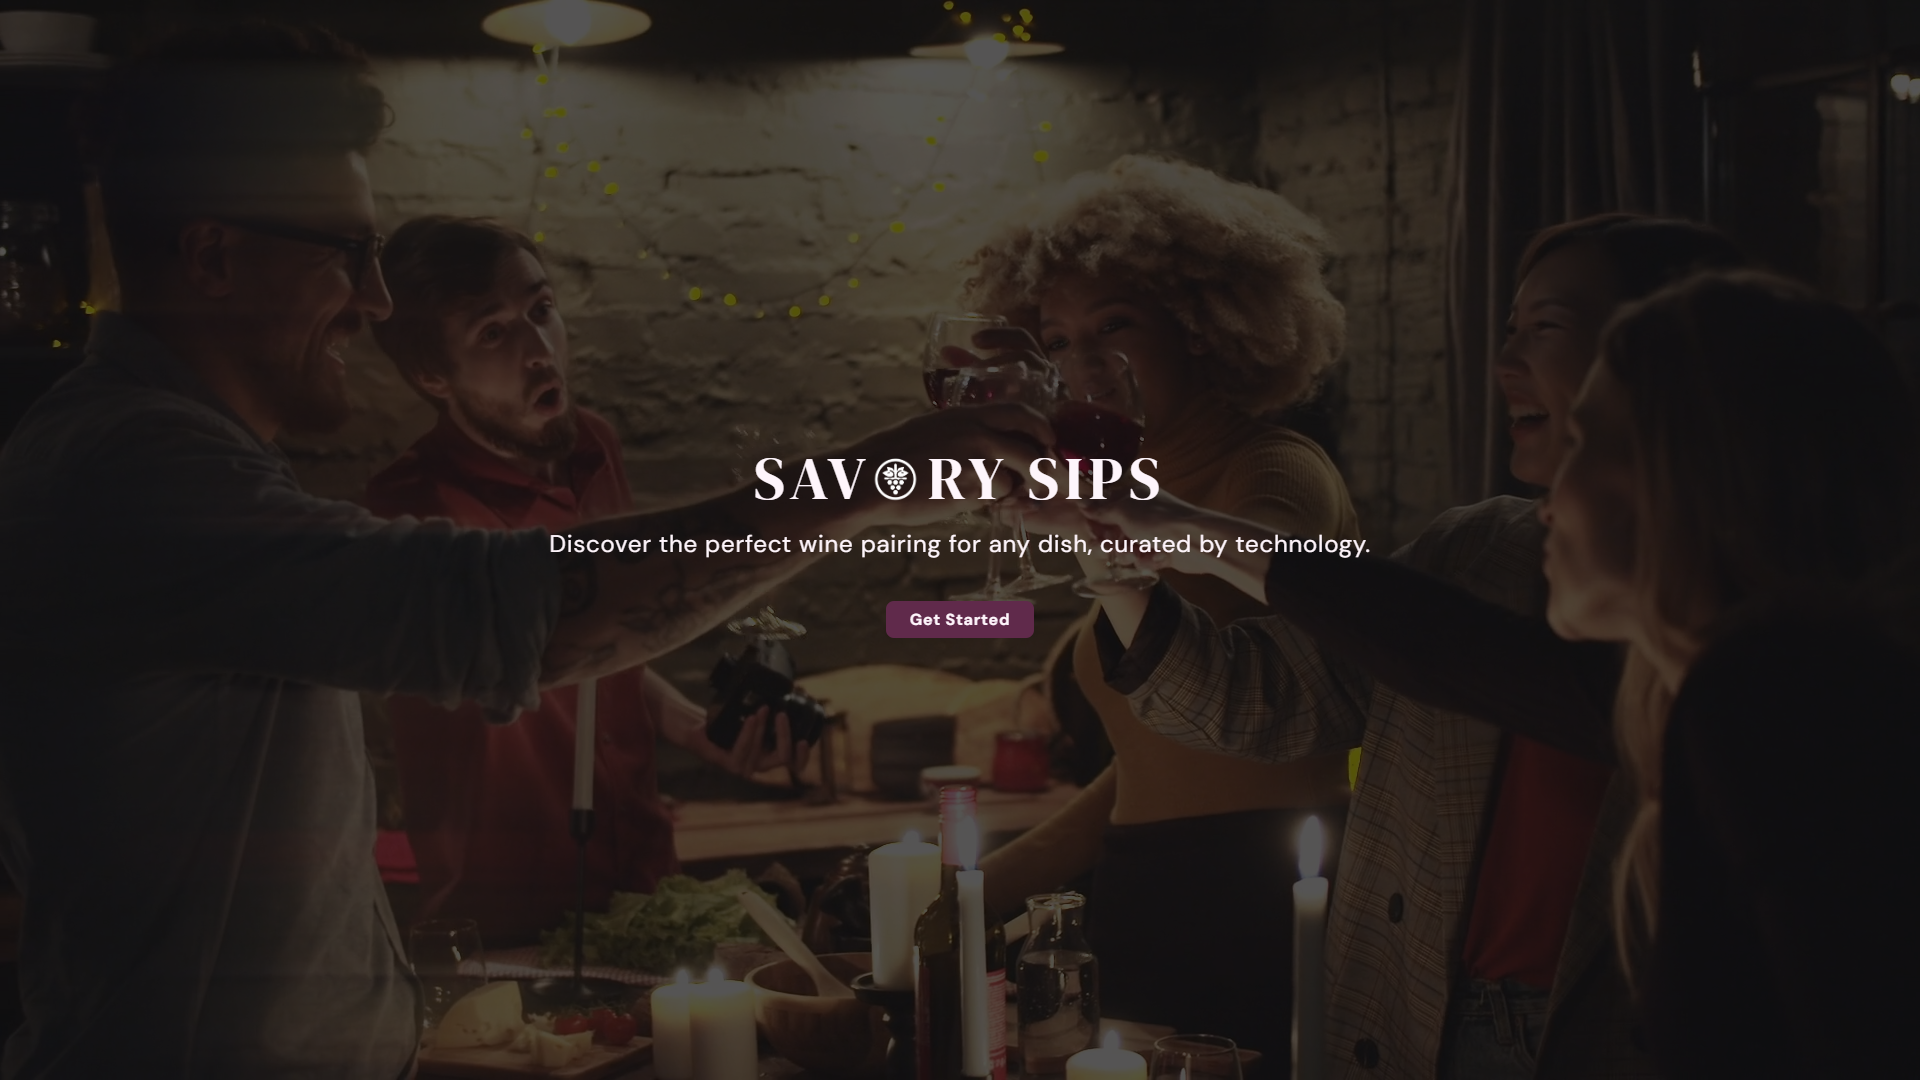 SAVORY SIPS
Discover the perfect wine pairing for any dish, curated by technology.
Get Started